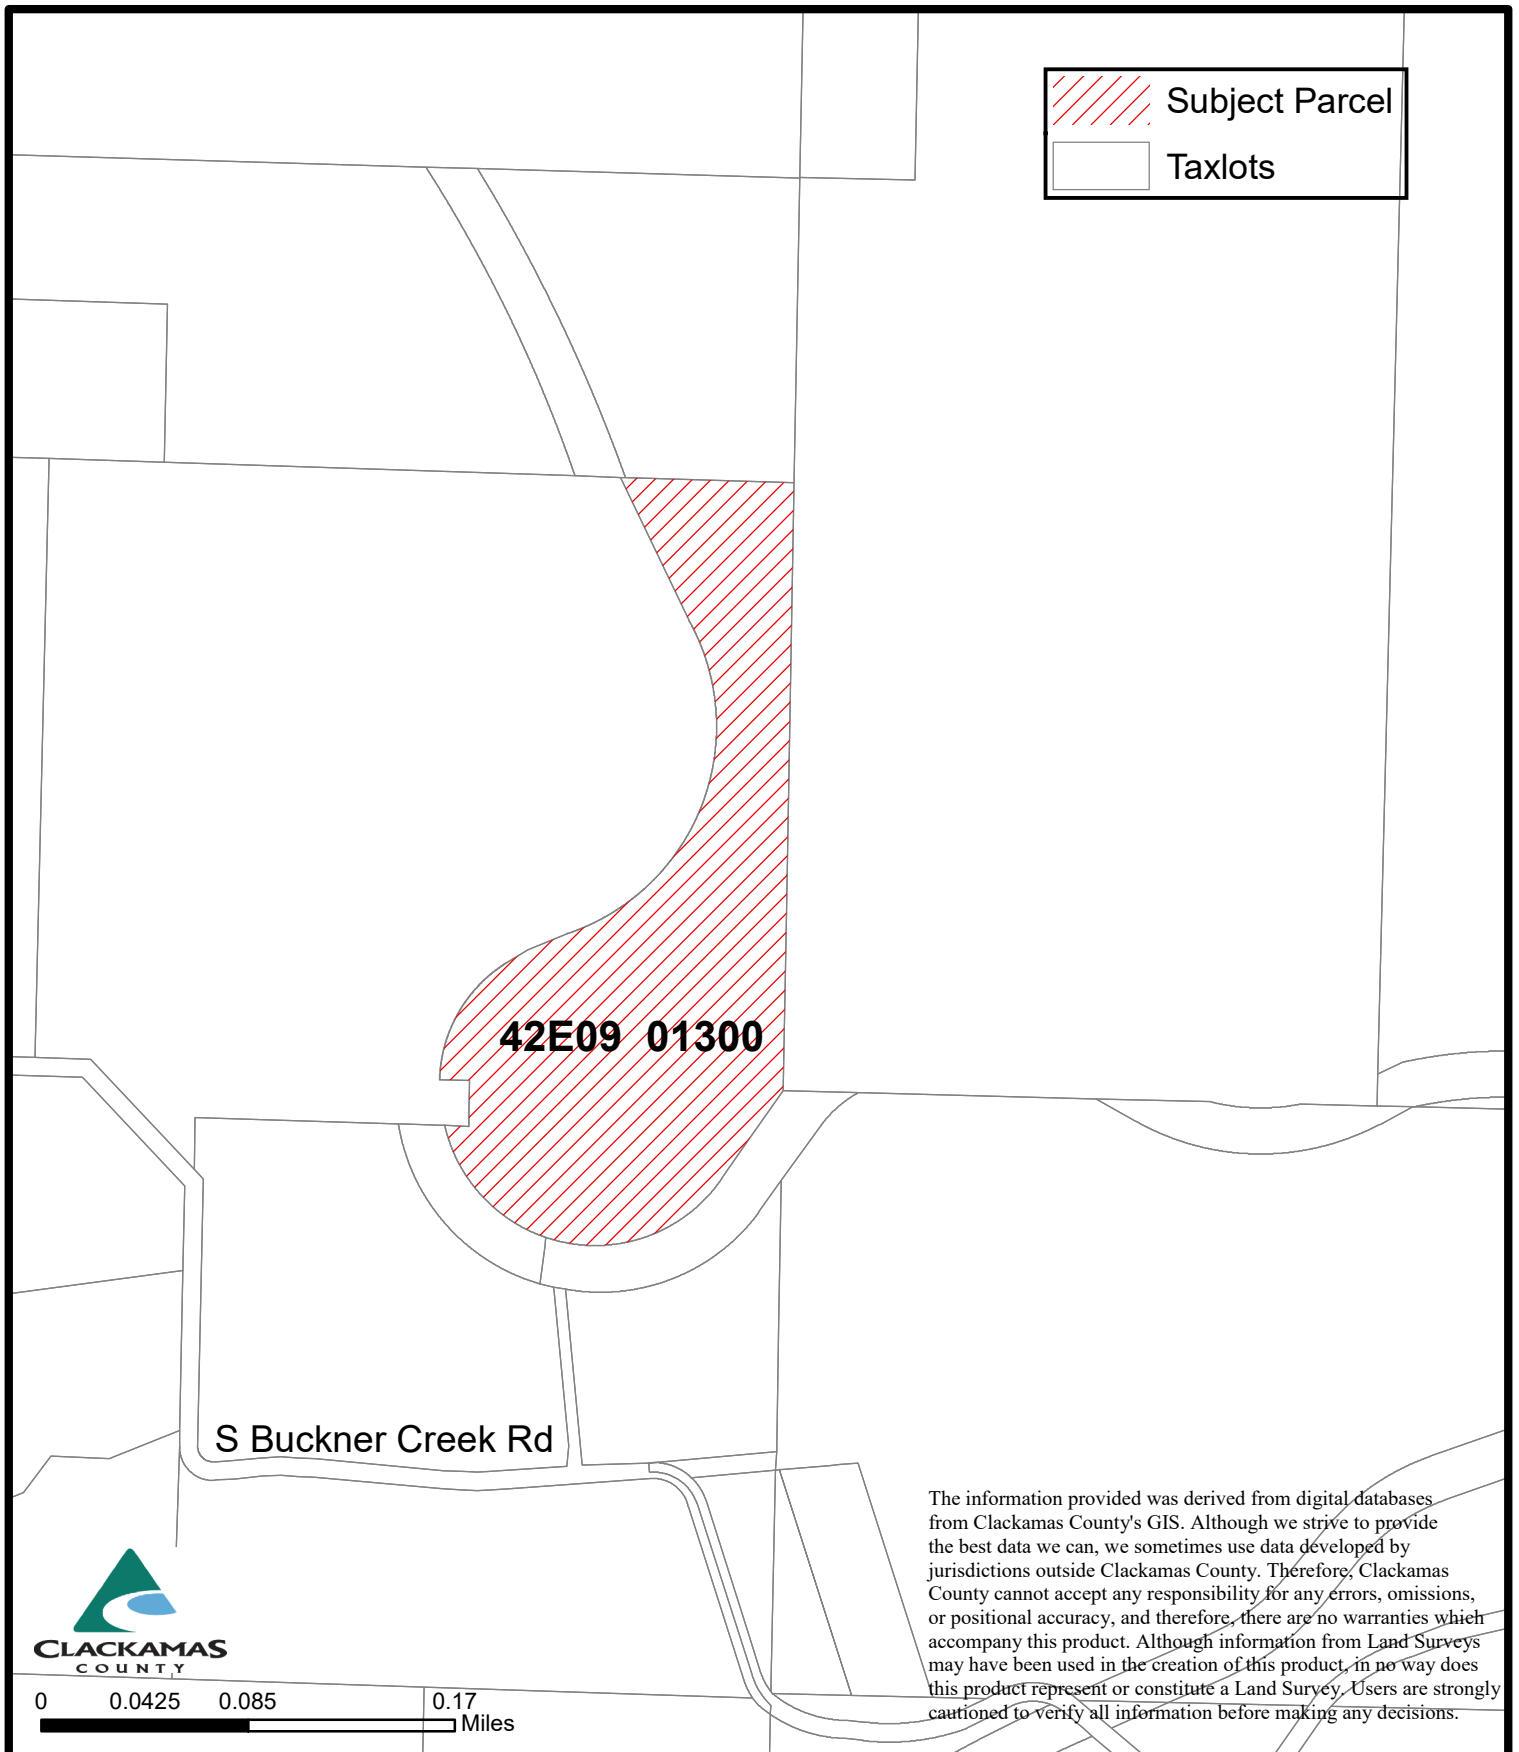 Subject Parcel
Taxlots
42E09 01300
S Buckner Creek Rd
The information provided was derived from digital databases
from Clackamas County's GIS. Although we strive to provide
the best data we can, we sometimes use data developed by
jurisdictions outside Clackamas County. Therefore, Clackamas
County cannot accept any responsibility for any errors, omissions,
or positional accuracy, and therefore, there are no warranties which
accompany this product. Although information from Land Surveys
may have been used in the creation of this product, in no way does
this product represent or constitute a Land Survey. Users are strongly
cautioned to verify all information before making any decisions.
CLACKAMAS
COUNTY
0 0.0425 0.085 0.17
Miles